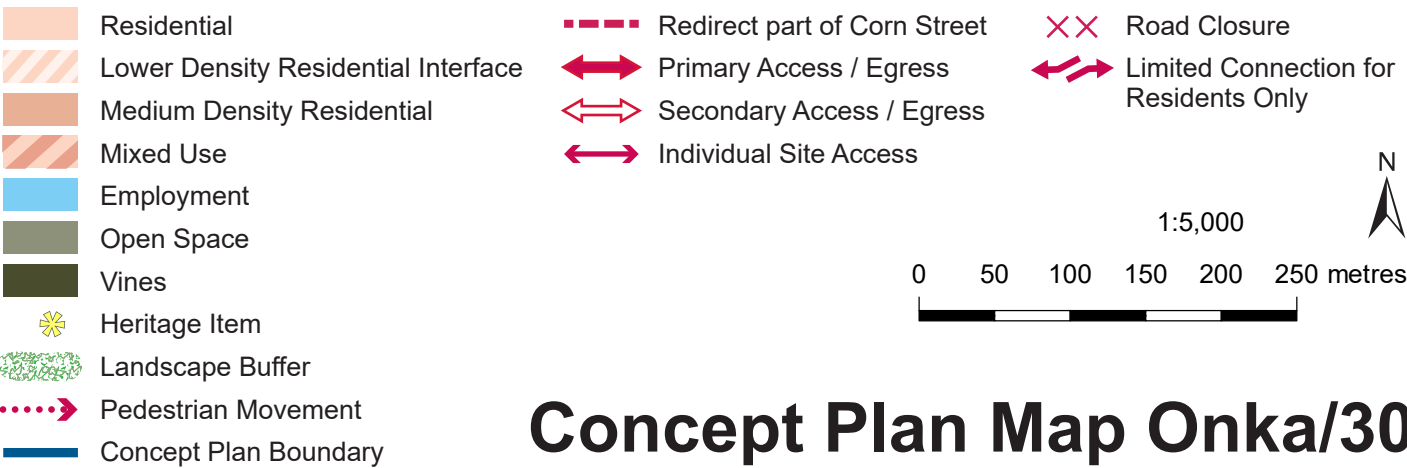 Residential
Lower Density Residential Interface
Medium Density Residential
Mixed Use
Employment
Open Space
Vines
Heritage Item
Landscape Buffer
Pedestrian Movement
Concept Plan Boundary
Redirect part of Corn Street
Primary Access / Egress
Secondary Access / Egress
Individual Site Access
Road Closure
Limited Connection for
Residents Only
N
1:5,000
0 50 100 150 200 250 metres
Concept Plan Map Onka/30